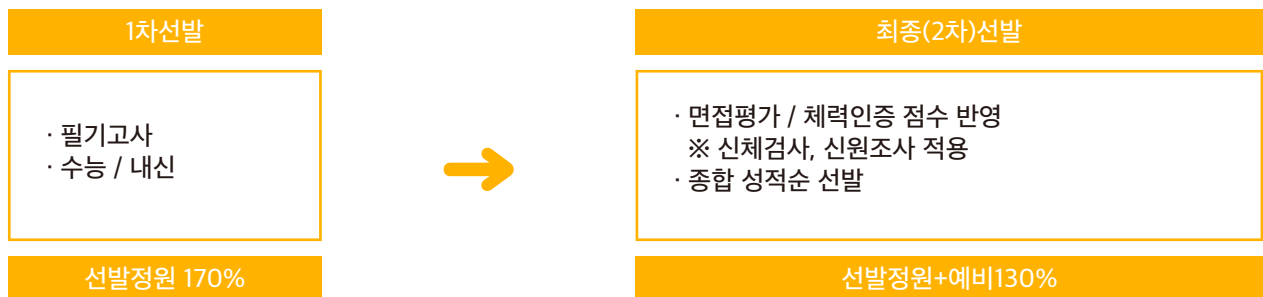 1차선발
· 필기고사
· 수능 / 내신
선발정원 170%
최종(2차)선발
· 면접평가 / 체력인증 점수 반영
※ 신체검사, 신원조사 적용
· 종합 성적순 선발
선발정원+예비130%